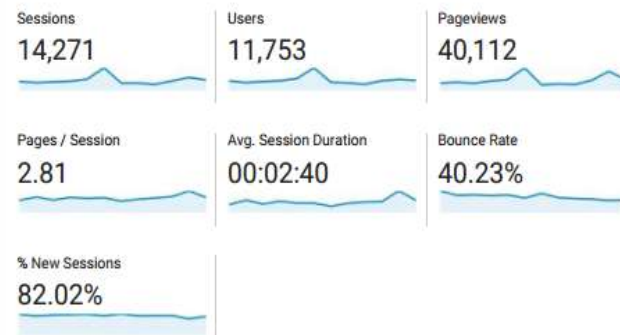 Sessions
14,271
Users
11,753
Pageviews
40,112
Pages / Session
2.81
Avg. Session Duration
00:02:40
Bounce Rate
40.23%
% New Sessions
82.02%